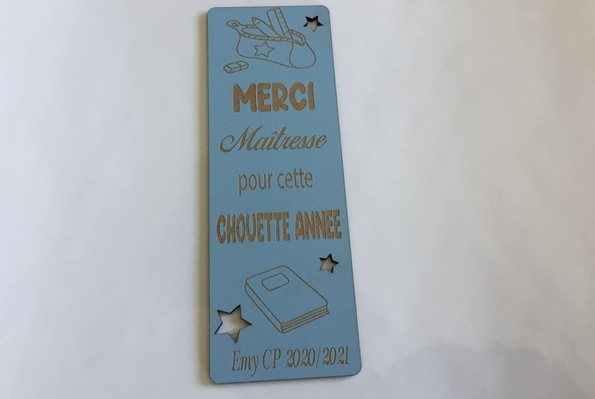 MERCI
Maîtresse
pour cette
CHOUETTE ANNEE
Emy CP 2020/2021